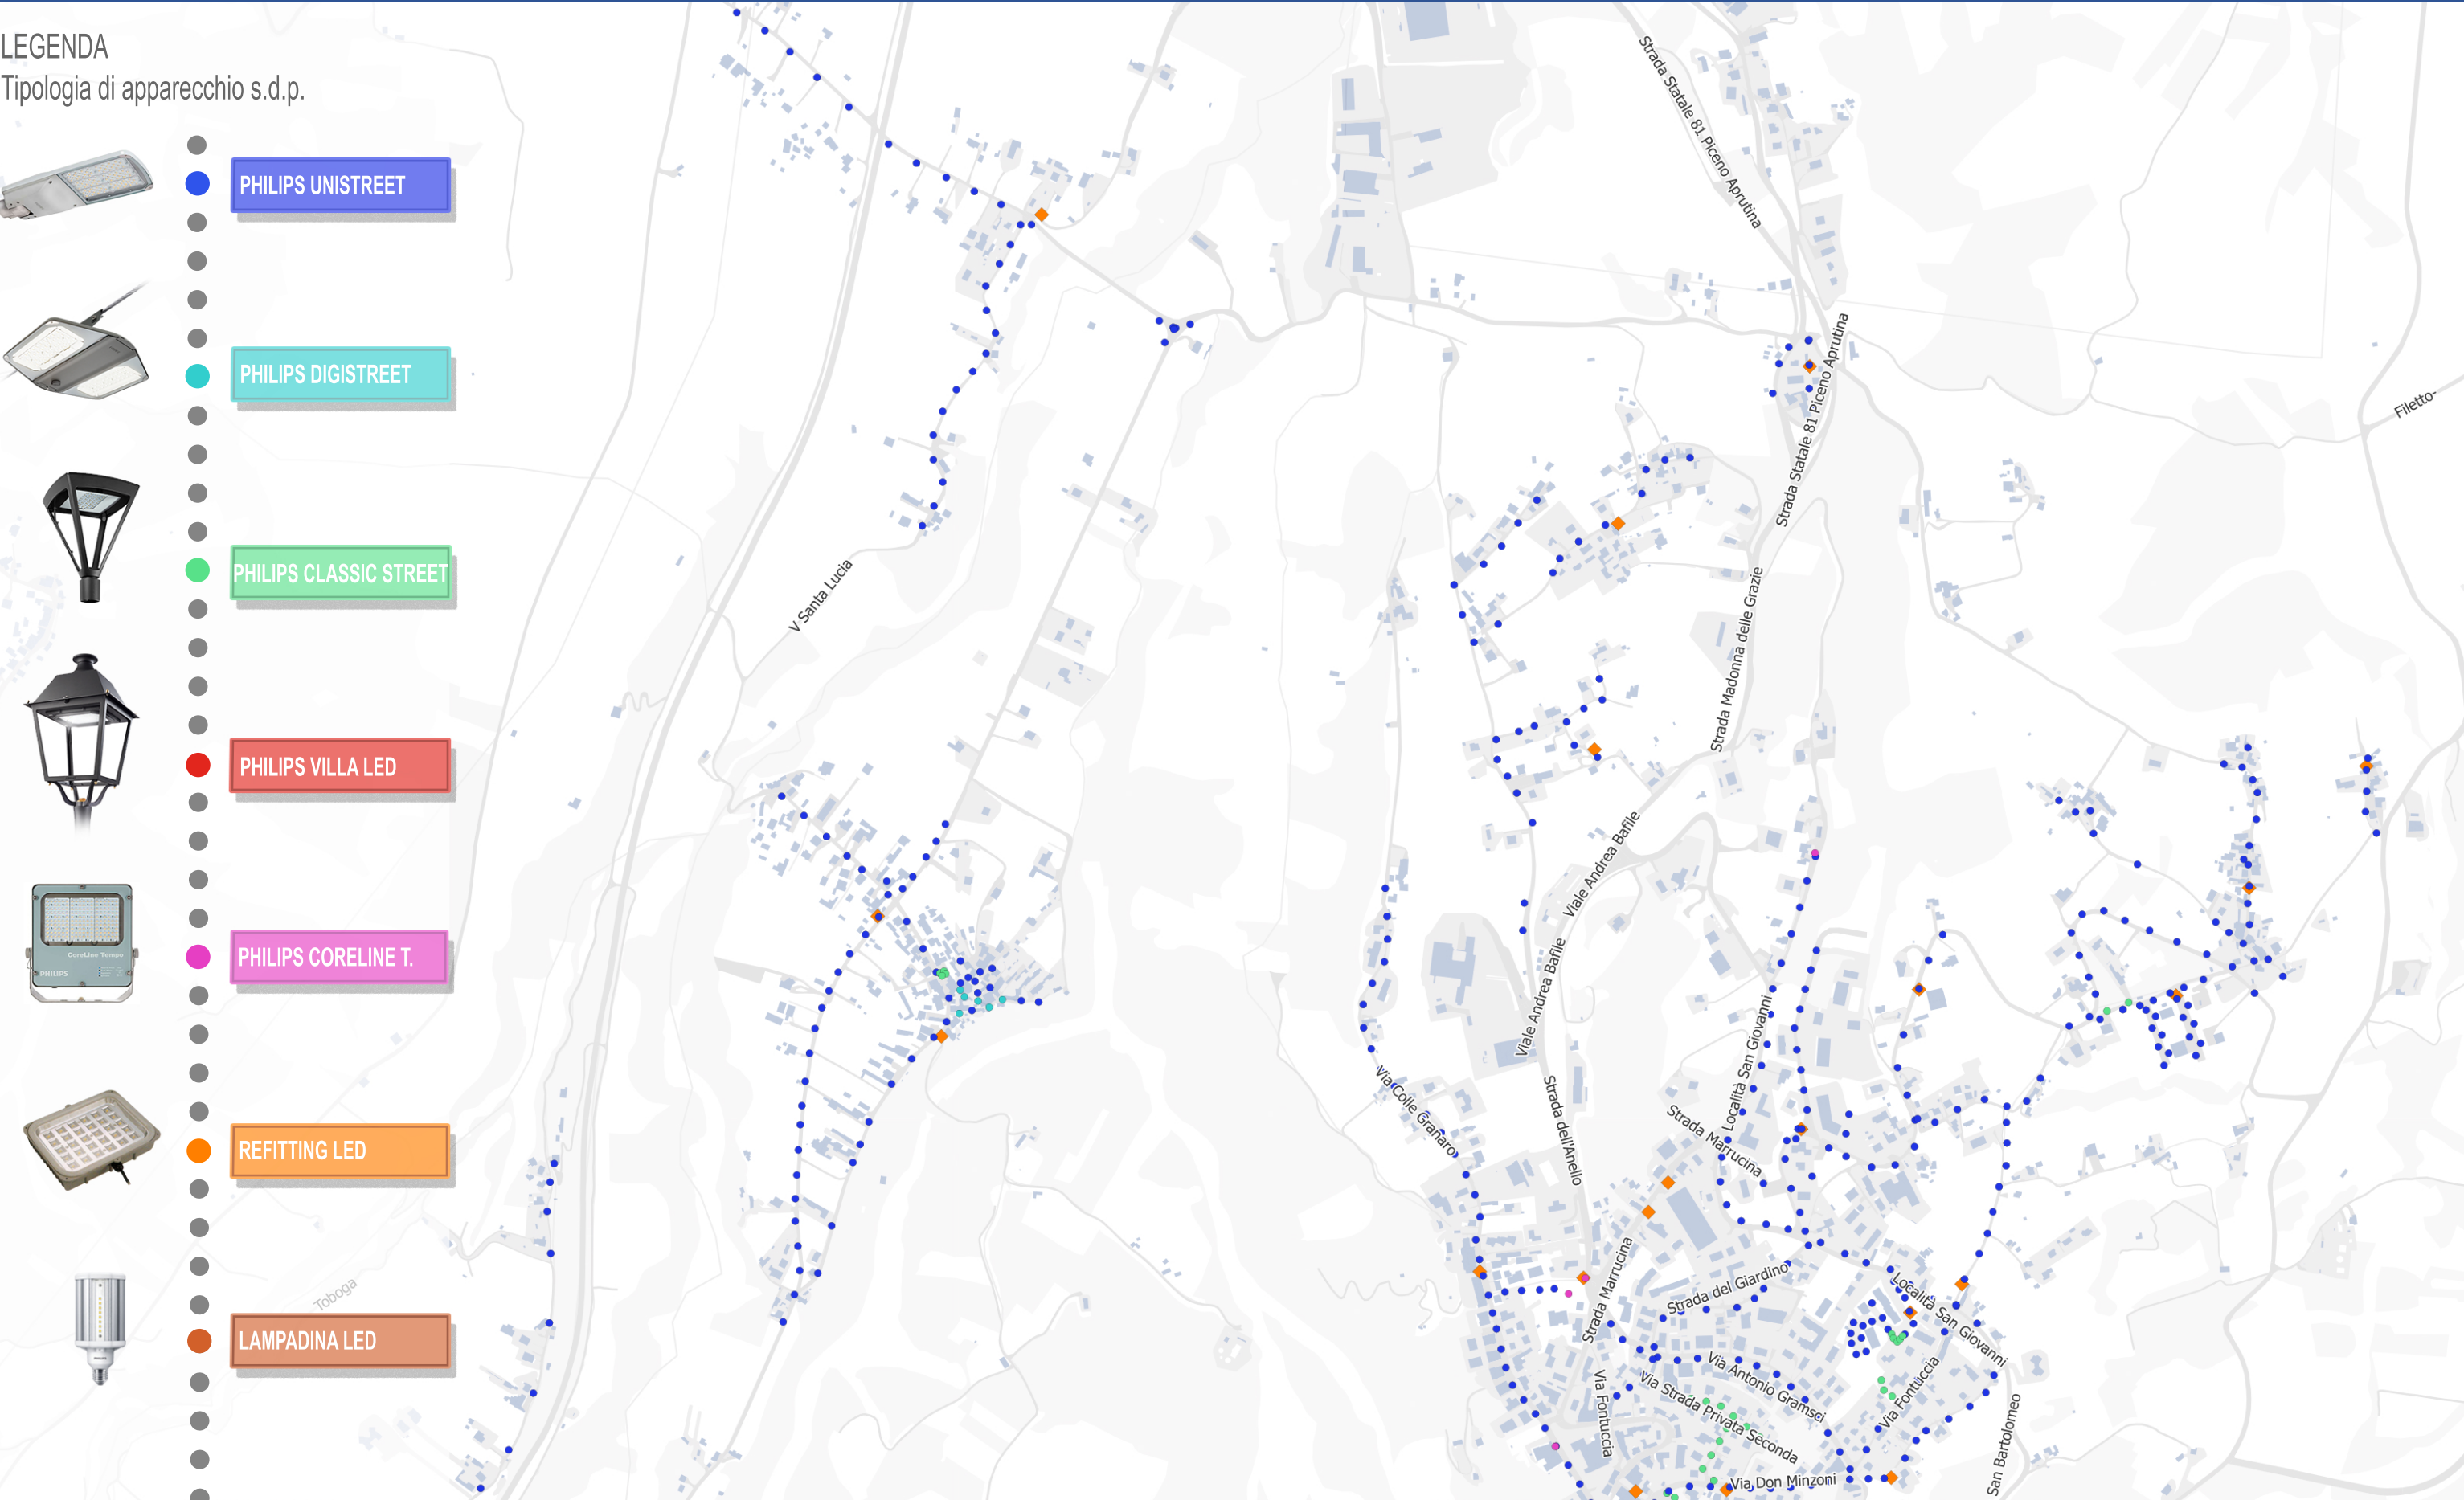 LEGENDA
Tipologia di apparecchio s.d.p.
PHILIPS UNISTREET
PHILIPS DIGISTREET
PHILIPS CLASSIC STREET
PHILIPS VILLA LED
CoreLine Tempo
PHILIPS
PHILIPS CORELINE T.
REFITTING LED
LAMPADINA LED
Toboga
V Santa Lucia
Strada Statale 81 Piceno Aprutina
Strada Statale 81 Piceno Aprutina
Filetto-
Strada Madonna delle Grazie
Viale Andrea Bafile
Viale Andrea Bafile
Via Colle Granaro
Strada dell'Anello
Località San Giovanni
Strada Marrucina
Strada Marrucina
Strada del Giardino
Località San Giovanni
Via Antonio Gramsci
Via Strada Privata Seconda
Via Fontuccia
Via Fontuccia
Via Don Minzoni
San Bartolomeo